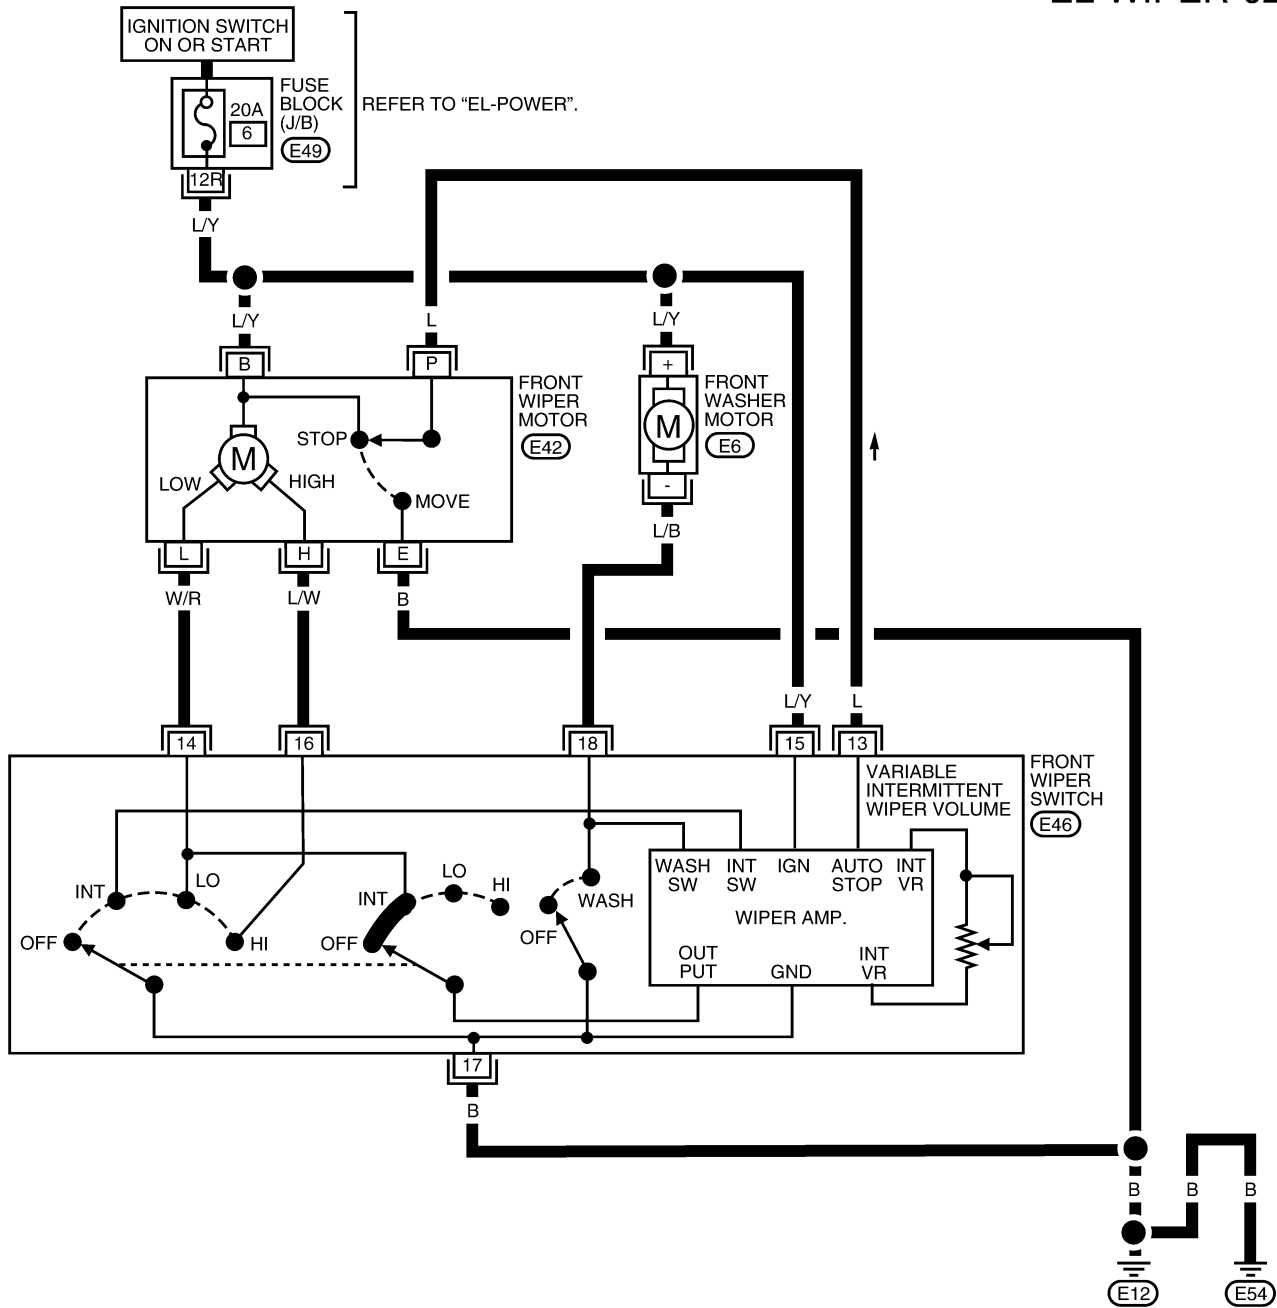 IGNITION SWITCH
ON OR START
FUSE
BLOCK
(J/B)
20A
6
E49
REFER TO “EL-POWER”.
12R
L/Y
L/Y
L
L/Y
B
P
+
FRONT
WIPER
MOTOR
E42
FRONT
WASHER
MOTOR
E6
STOP
M
M
LOW
HIGH
MOVE
-
L/B
L
H
E
W/R
L/W
B
L/Y
L
14
16
18
15
13
FRONT
WIPER
SWITCH
E46
VARIABLE
INTERMITTENT
WIPER VOLUME
WASH
SW
INT
SW
IGN
AUTO
STOP
INT
VR
WIPER AMP.
OUT
PUT
GND
INT
VR
INT
LO
OFF
HI
INT
LO
HI
OFF
WASH
OFF
17
B
B
B
B
E12
E54